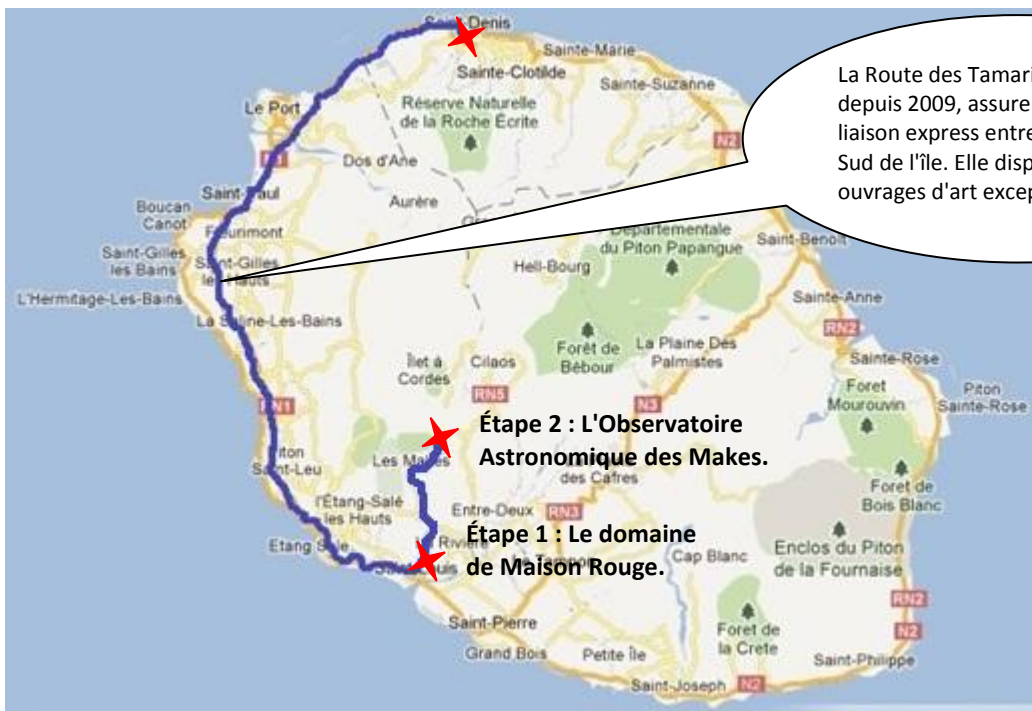 Saint-Denis
Sainte-Marie
Sainte-Clotilde
Sainte-Suzanne
La Route des Tamari
depuis 2009, assure
liaison express entre
Sud de l'île. Elle disp
ouvrages d'art excep
Le Port
Réserve Naturelle
de la Roche Écrite
N2
Dos d'Ane
Aurère
Boucan
Canot
Saint-Gilles
les Bains
Saint-Gilles
les Hauts
L'Hermitage-Les-Bains
La Saline-Les-Bains
Départementale
du Piton Papangue
Saint-Benoît
Hell-Bourg
Sainte-Anne
RN2
Forêt de
Bébour
La Plaine Des
Palmistes
Sainte-Rose
Îlet à
Cordes
Cilaos
RN5
N3
Foret
Mourouvin
Piton
Sainte-Rose
RN1
Étape 2 : L'Observatoire
Astronomique des Makes.
Les Makes
des Cafres
Piton
Saint-Leu
Foret de
Bois Blanc
l'Étang-Salé
les Hauts
Entre-Deux
RN3
Étape 1 : Le domaine
de Maison Rouge.
Etang Sale
Cap Blanc
Enclos du Piton
de la Fournaise
RN2
N2
Saint-Pierre
Grand Bois
Petite Île
Foret de
la Crete
Saint-Philippe
Saint-Joseph
N2